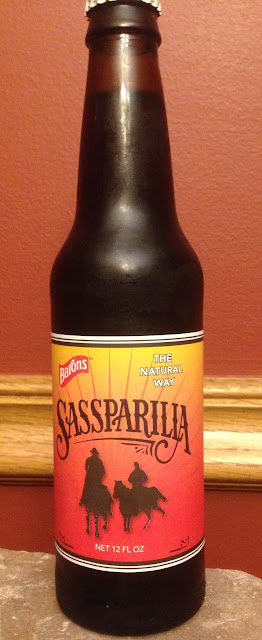 Barons
THE
NATURAL
WAY
SASSPARILLA
NET 12 FL OZ